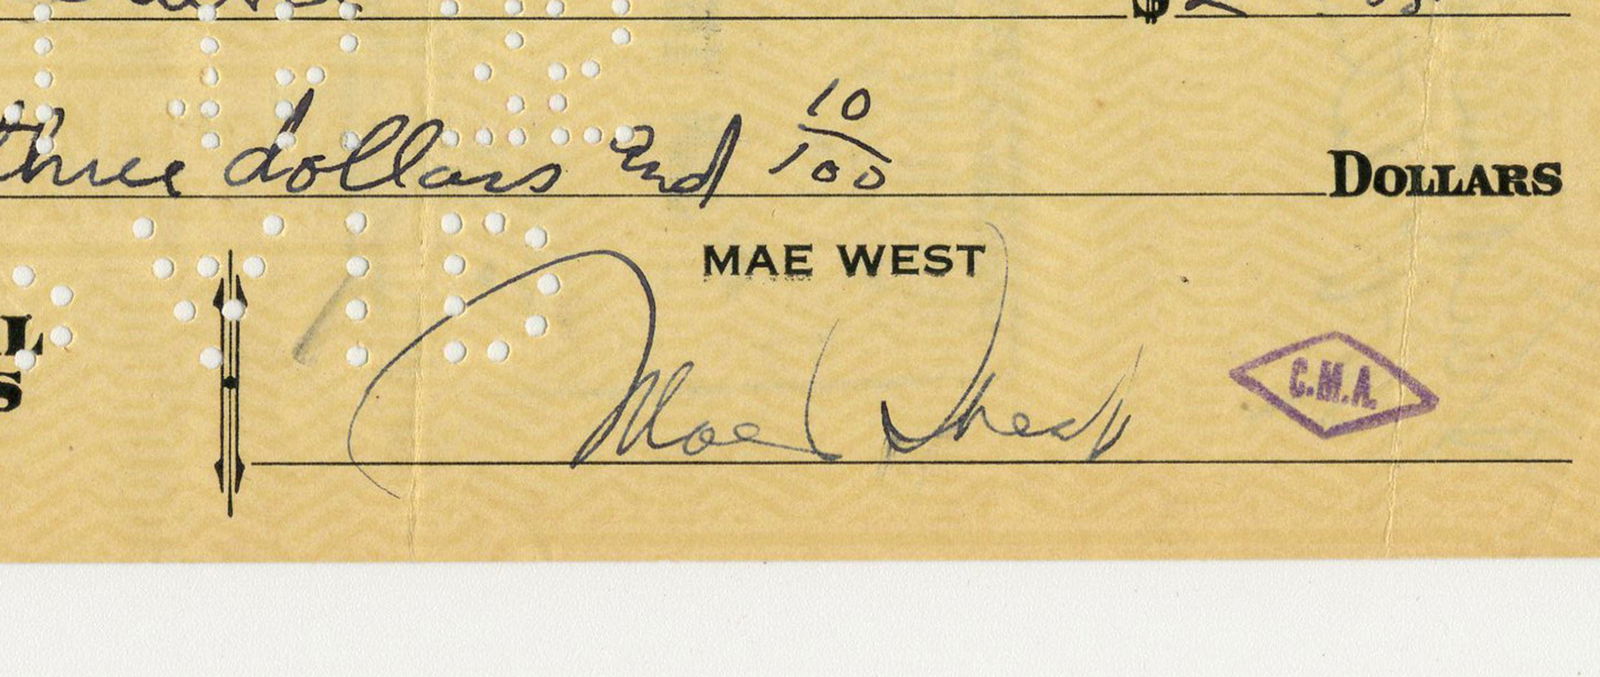 $
three dollars and 10/100 DOLLARS
MAE WEST
L
Mae West
C.M.A.
S